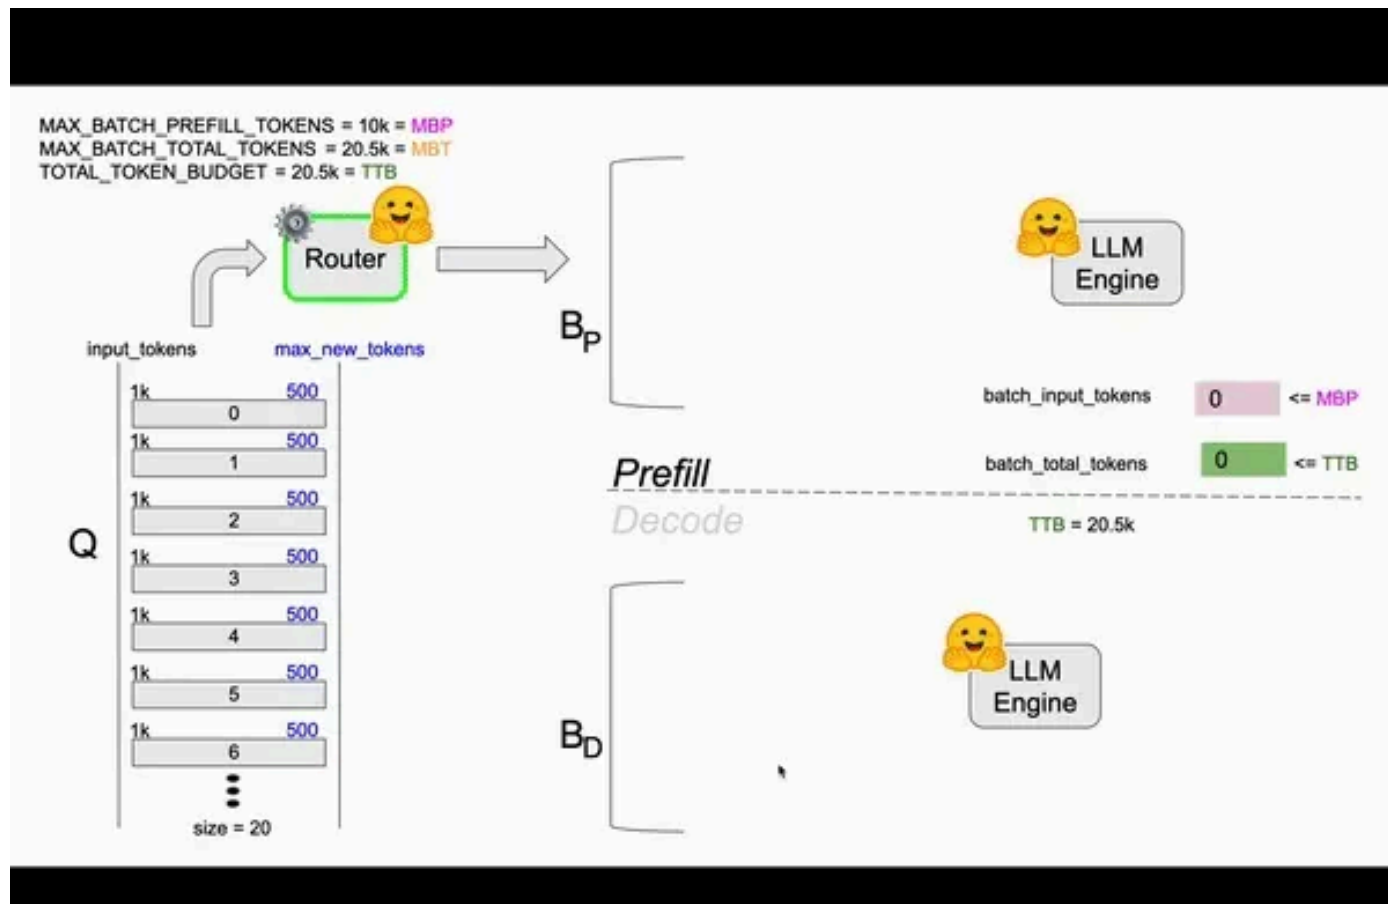 MAX_BATCH_PREFILL_TOKENS = 10k = MBP
MAX_BATCH_TOTAL_TOKENS = 20.5k = MBT
TOTAL_TOKEN_BUDGET = 20.5k = TTB
Router
input_tokens
max_new_tokens
1k 500
0
1k 500
1
1k 500
2
1k 500
3
1k 500
4
1k 500
5
1k 500
6
size = 20
Q
BP
LLM
Engine
batch_input_tokens 0 <= MBP
batch_total_tokens 0 <= TTB
Prefill
Decode
TTB = 20.5k
BD
LLM
Engine